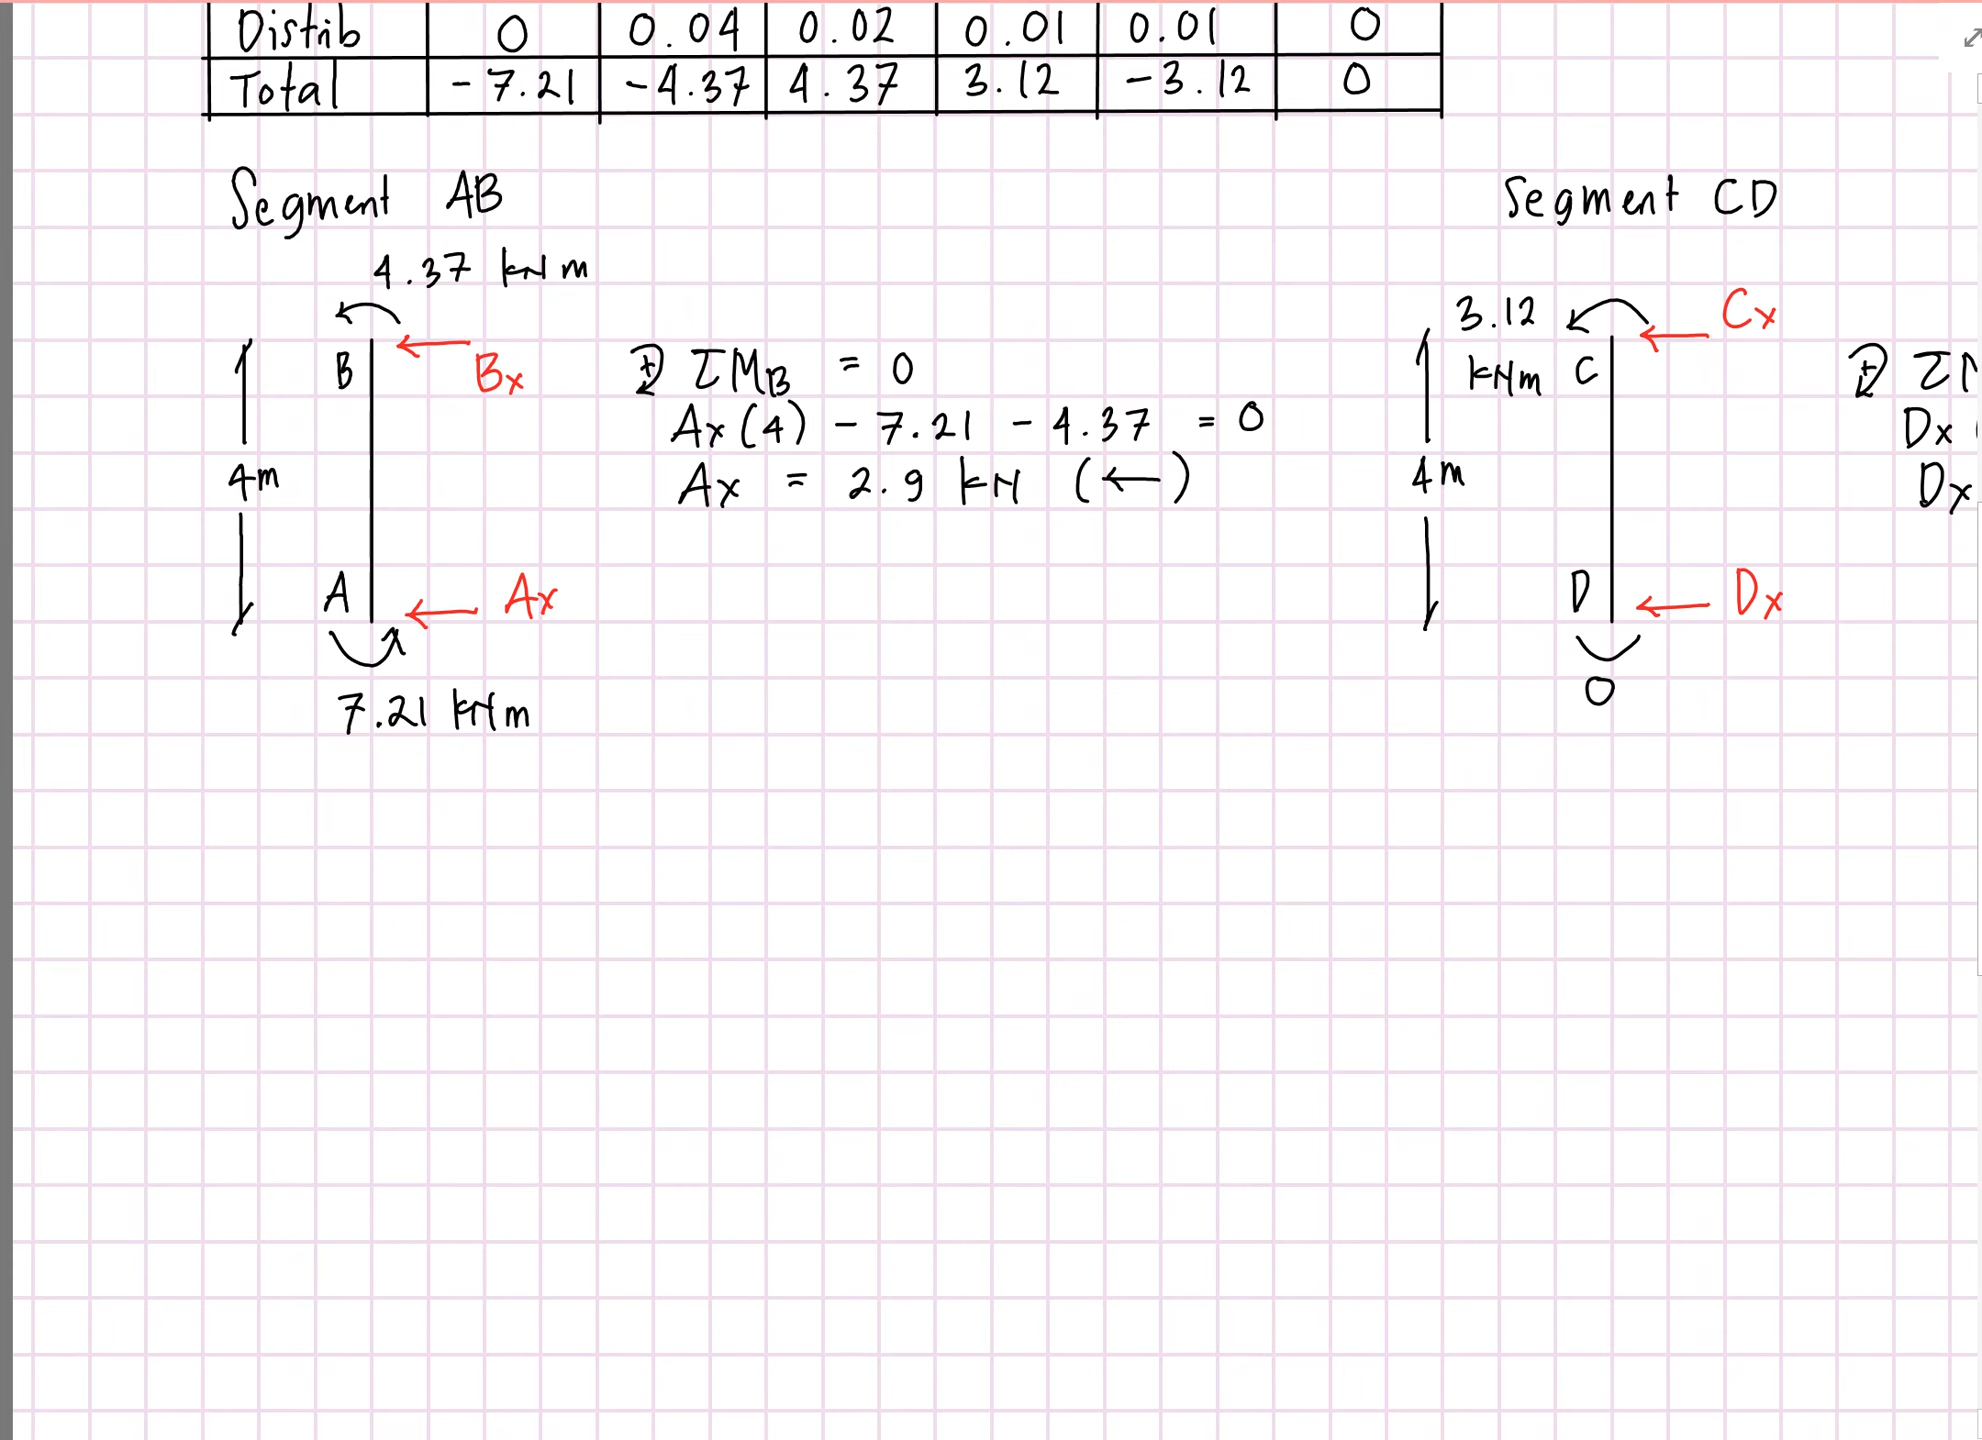 Distrib 0 0.04 0.02 0.01 0.01 0
Total -7.21 -4.37 4.37 3.12 -3.12 0
Segment AB
4.37 kNm
B
Bx
4m
A
Ax
7.21 kNm
ΣMB = 0
Ax(4) - 7.21 - 4.37 = 0
Ax = 2.9 kN (←)
Segment CD
3.12
kNm
C
Cx
4m
D
Dx
0
Σ
Dx
Dx